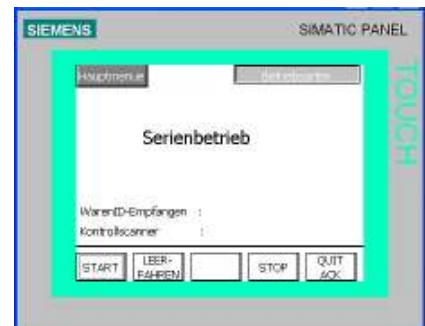 SIEMENS
SIMATIC PANEL
TOUCH
Hauptmenue
Serienbetrieb
WarenID-Empfangen :
Kontrollscanner :
START
LEER-
FAHREN
STOP
QUIT
ACK